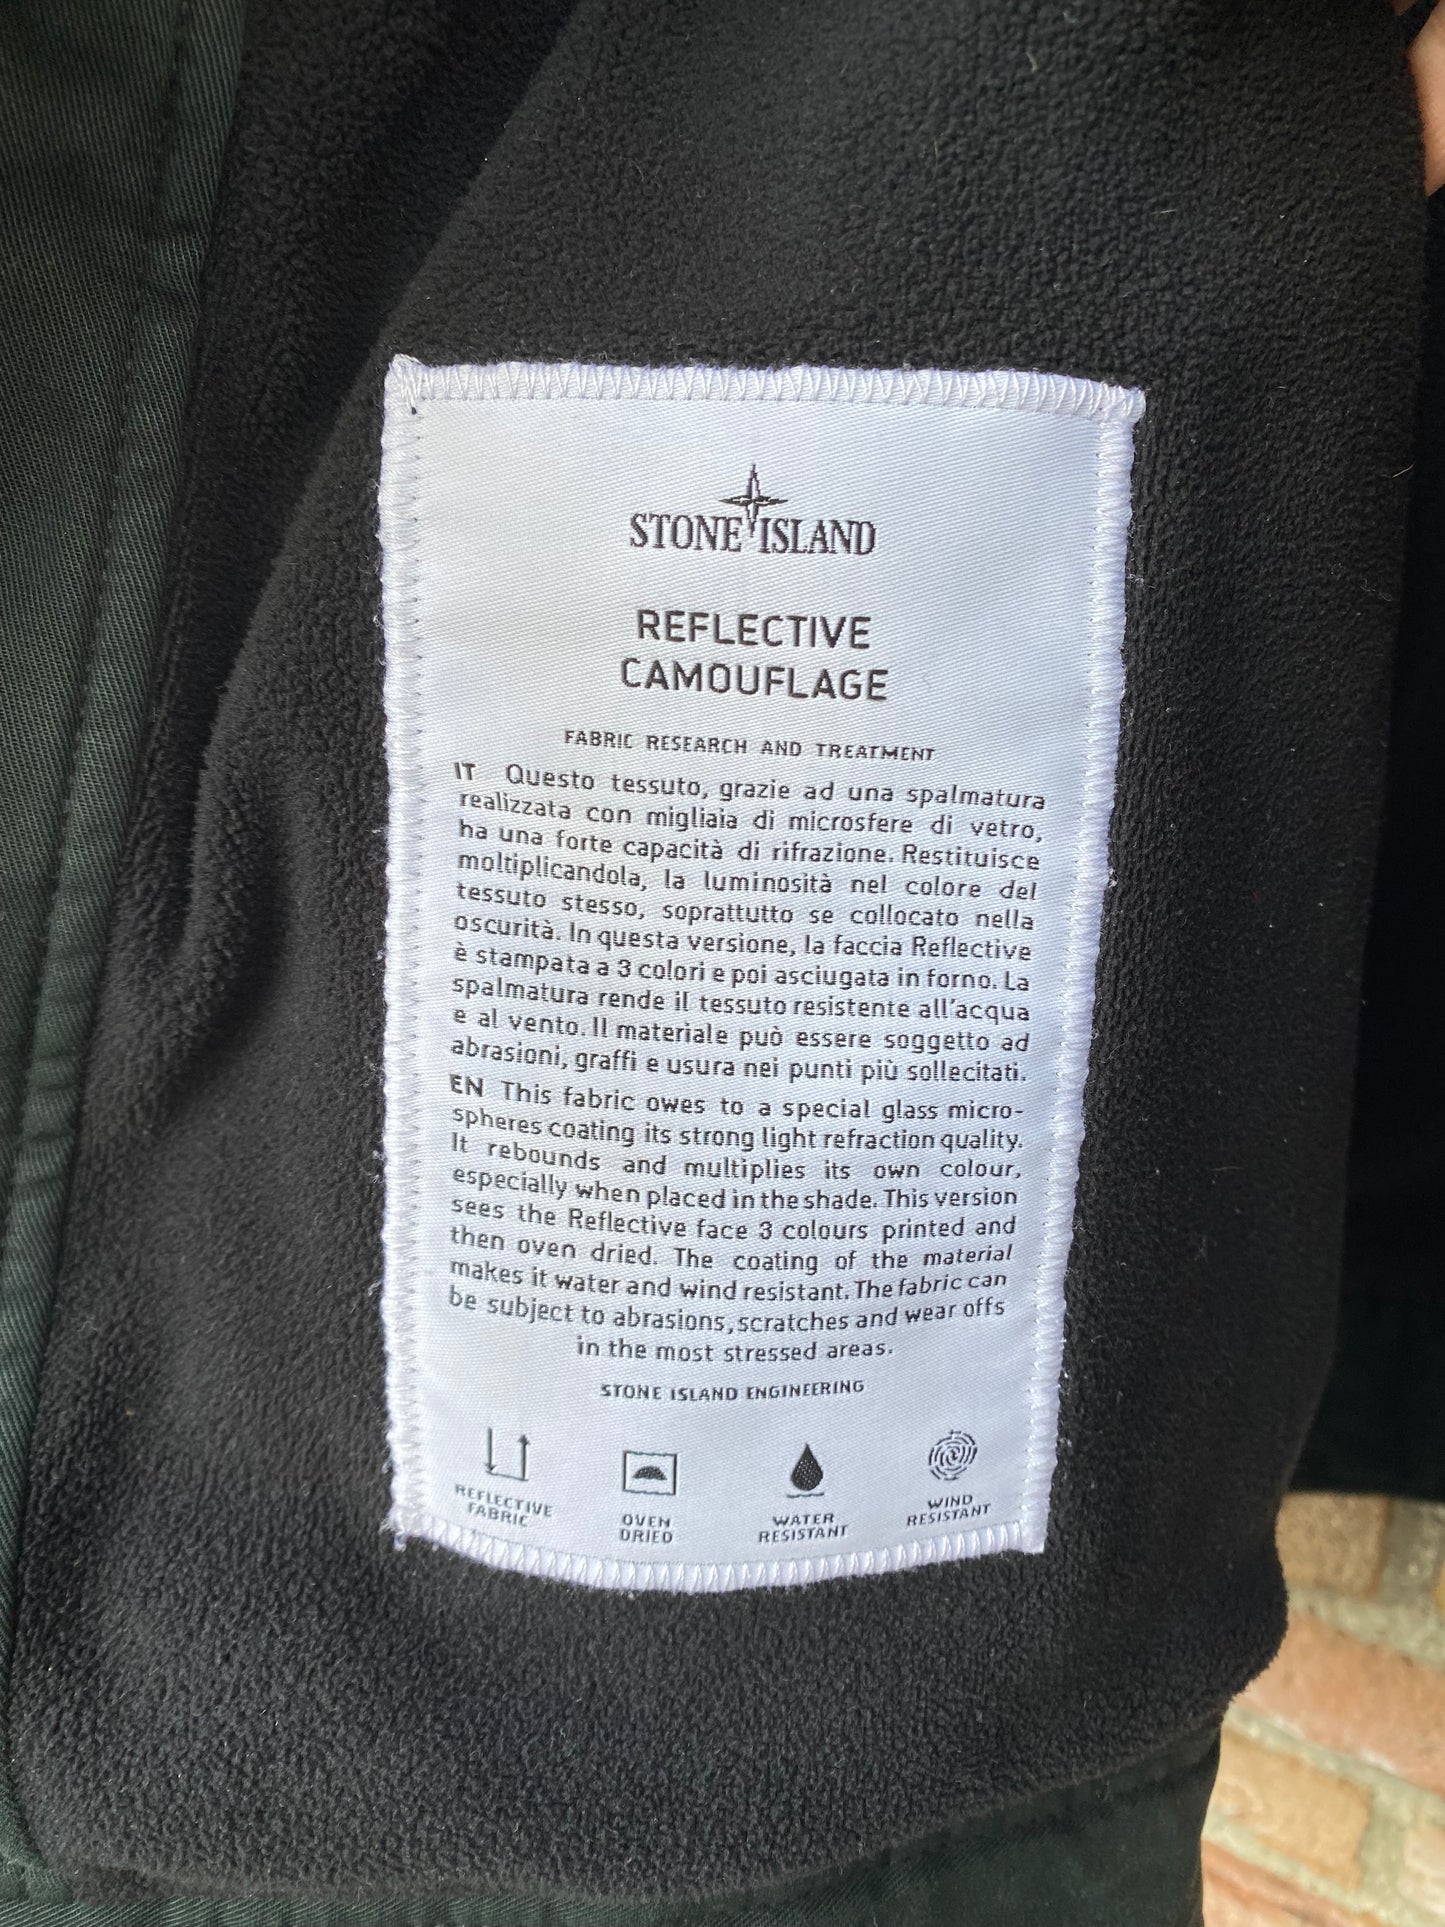 STONE ISLAND
REFLECTIVE
CAMOUFLAGE
FABRIC RESEARCH AND TREATMENT
IT Questo tessuto, grazie ad una spalmatura
realizzata con migliaia di microsfere di vetro,
ha una forte capacità di rifrazione. Restituisce
moltiplicandola, la luminosità nel colore del
tessuto stesso, soprattutto se collocato nella
oscurità. In questa versione, la faccia Reflective
è stampata a 3 colori e poi asciugata in forno. La
spalmatura rende il tessuto resistente all'acqua
e al vento. Il materiale può essere soggetto ad
abrasioni, graffi e usura nei punti più sollecitati.
EN This fabric owes to a special glass micro-
spheres coating its strong light refraction quality.
It rebounds and multiplies its own colour,
especially when placed in the shade. This version
sees the Reflective face 3 colours printed and
then oven dried. The coating of the material
makes it water and wind resistant. The fabric can
be subject to abrasions, scratches and wear offs
in the most stressed areas.
STONE ISLAND ENGINEERING
REFLECTIVE
FABRIC
OVEN
DRIED
WATER
RESISTANT
WIND
RESISTANT